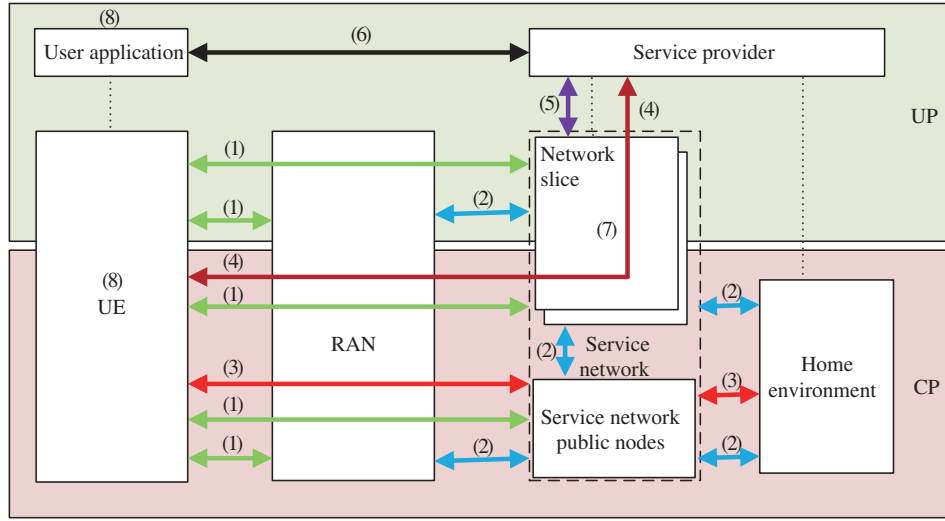 (8)
User application
(6)
Service provider
(5)
(4)
UP
(1)
Network
slice
(1)
(2)
(7)
(4)
(8)
UE
(1)
(2)
RAN
(2)
Service
network
Home
environment
(3)
(3)
CP
(1)
Service network
public nodes
(1)
(2)
(2)